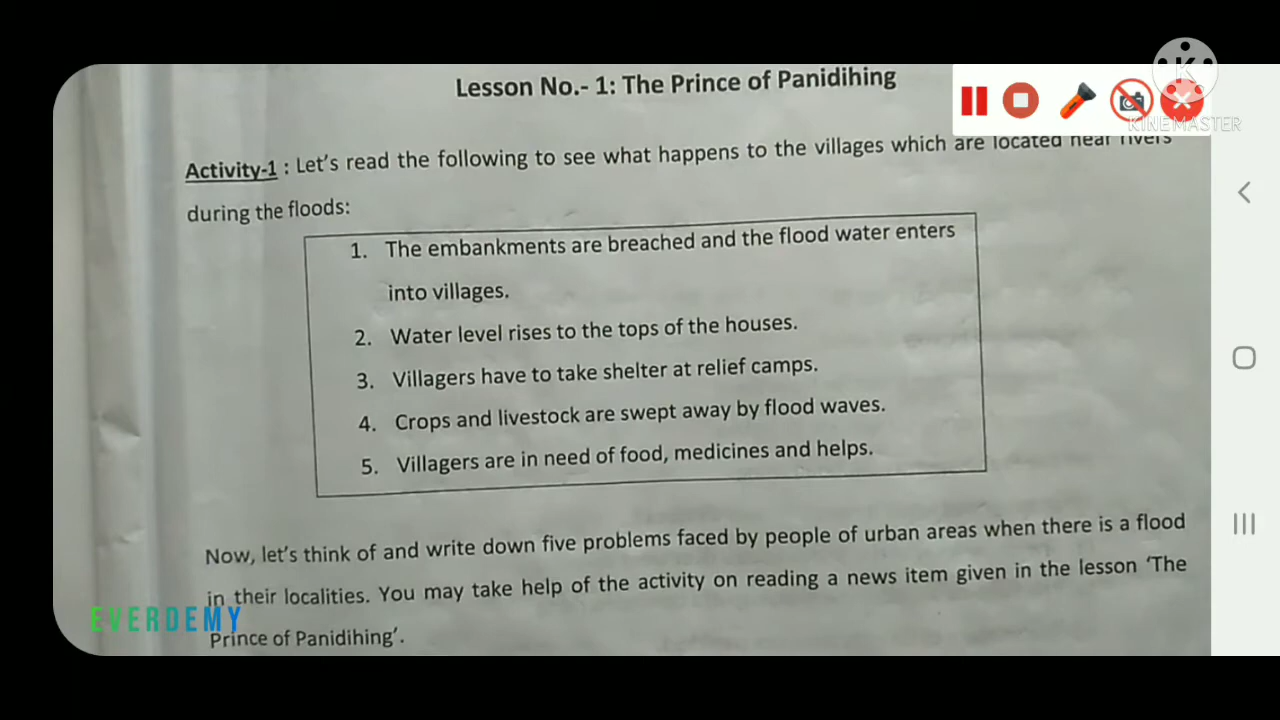 Lesson No.- 1: The Prince of Panidihing
KINEMASTER
Activity-1 : Let's read the following to see what happens to the villages which are located near rivers
during the floods:
1. The embankments are breached and the flood water enters
into villages.
2. Water level rises to the tops of the houses.
3. Villagers have to take shelter at relief camps.
4. Crops and livestock are swept away by flood waves.
5. Villagers are in need of food, medicines and helps.
Now, let's think of and write down five problems faced by people of urban areas when there is a flood
in their localities. You may take help of the activity on reading a news item given in the lesson 'The
EVERDEMY
Prince of Panidihing'.